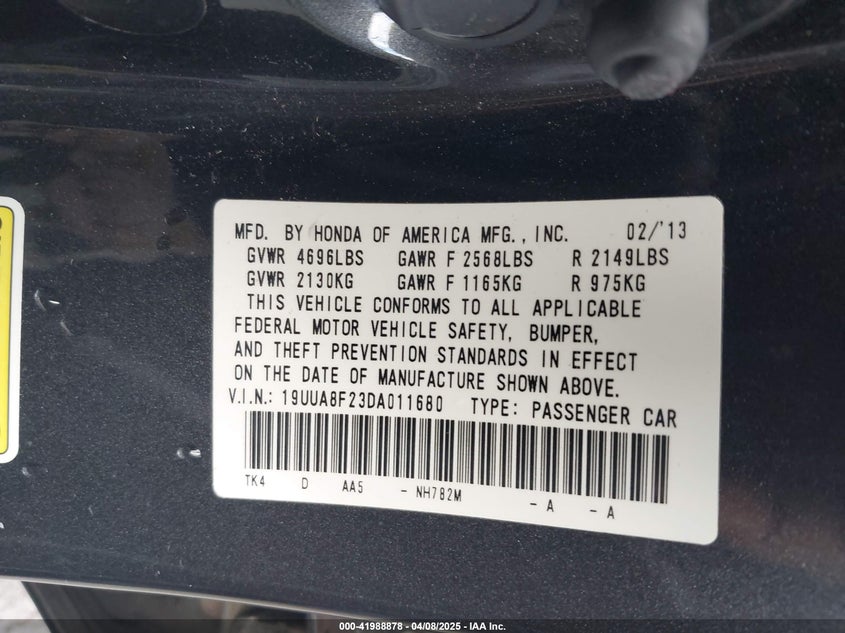 MFD. BY HONDA OF AMERICA MFG., INC. 02/'13
GVWR 4696LBS GAWR F 2568LBS R 2149LBS
GVWR 2130KG GAWR F 1165KG R 975KG
THIS VEHICLE CONFORMS TO ALL APPLICABLE
FEDERAL MOTOR VEHICLE SAFETY, BUMPER,
AND THEFT PREVENTION STANDARDS IN EFFECT
ON THE DATE OF MANUFACTURE SHOWN ABOVE.
V.I.N.: 19UUA8F23DA011680 TYPE: PASSENGER CAR
TK4 D AA5 - NH782M - A - A
000-41988878 - 04/08/2025 - IAA Inc.